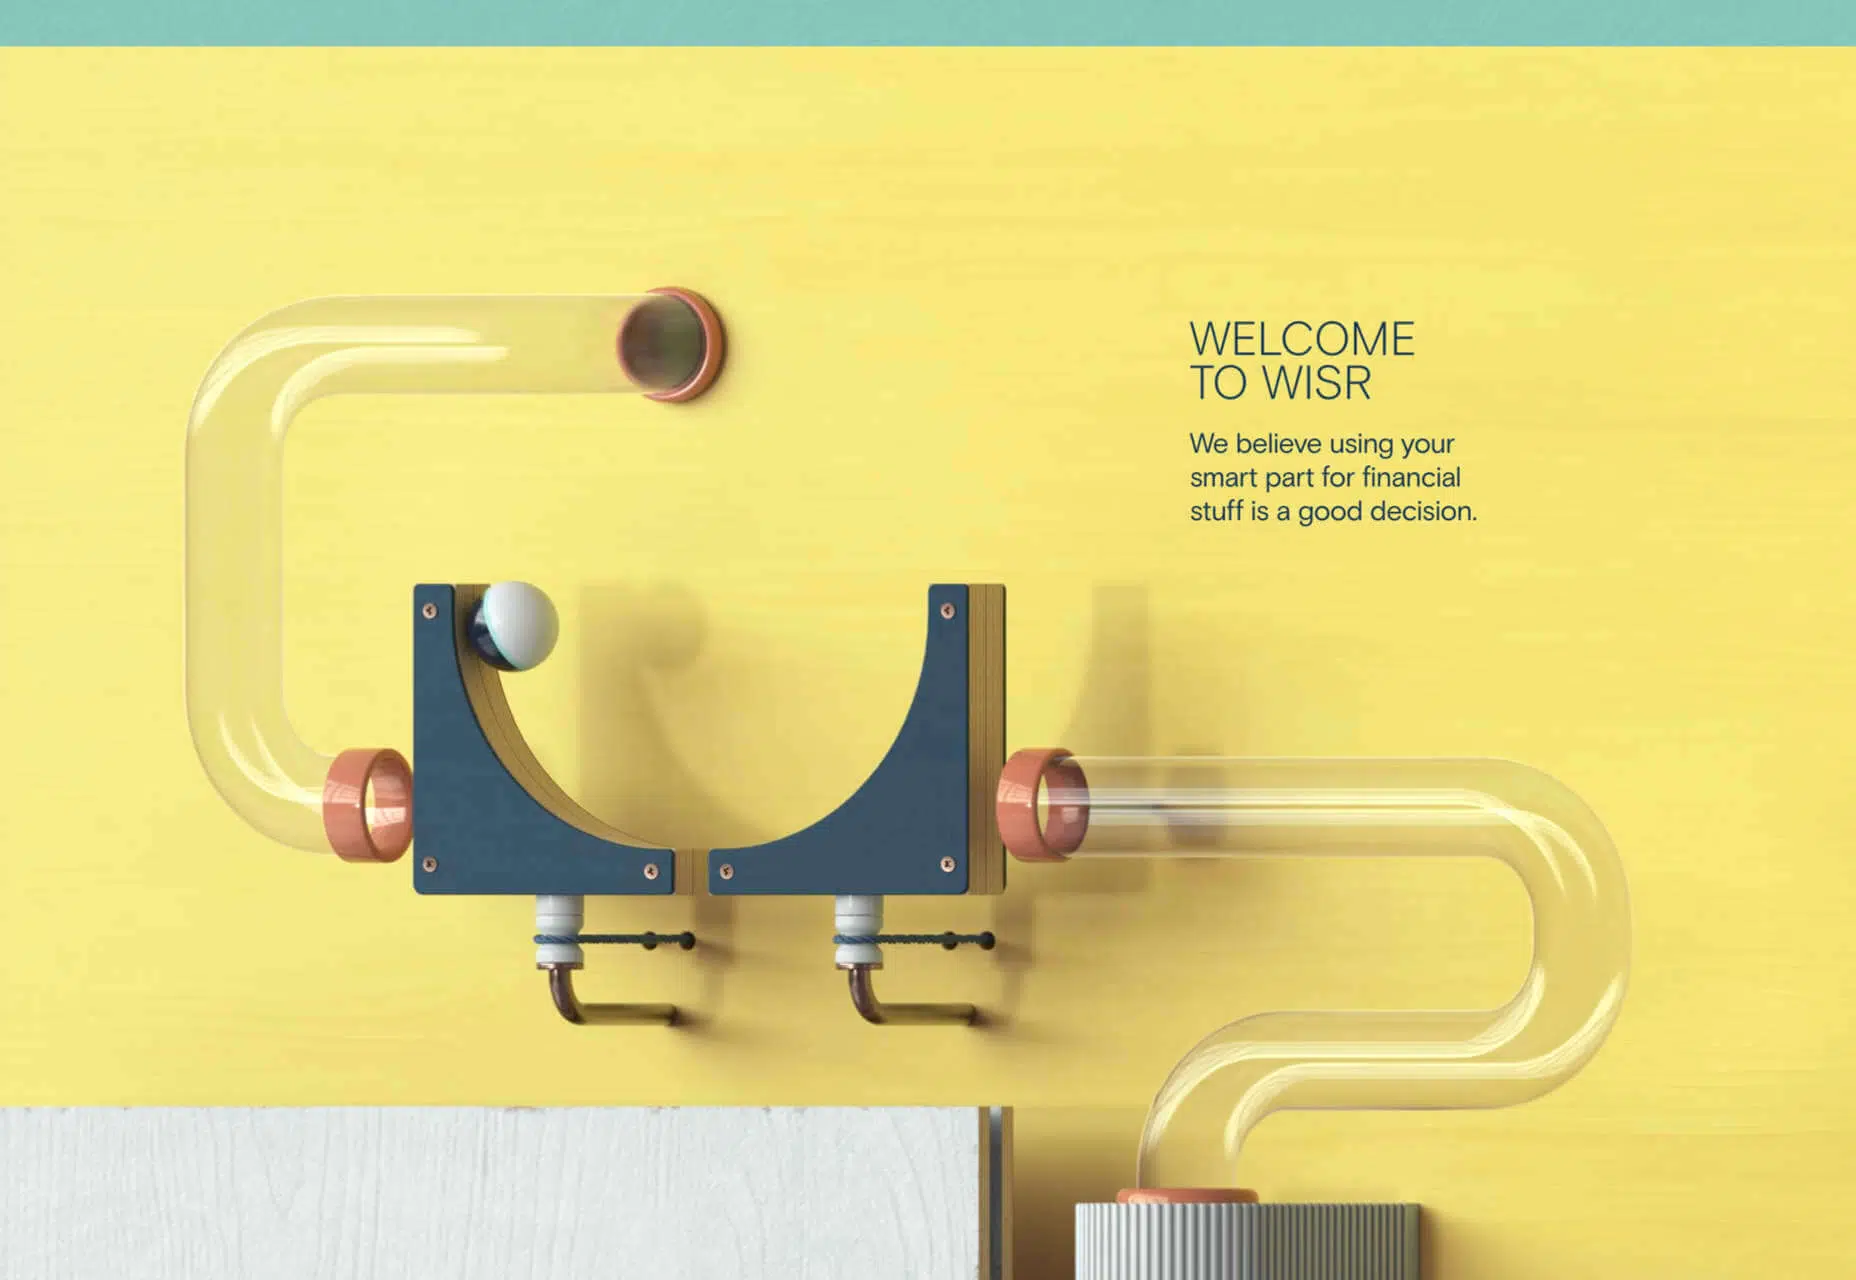 WELCOME
TO WISR
We believe using your
smart part for financial
stuff is a good decision.